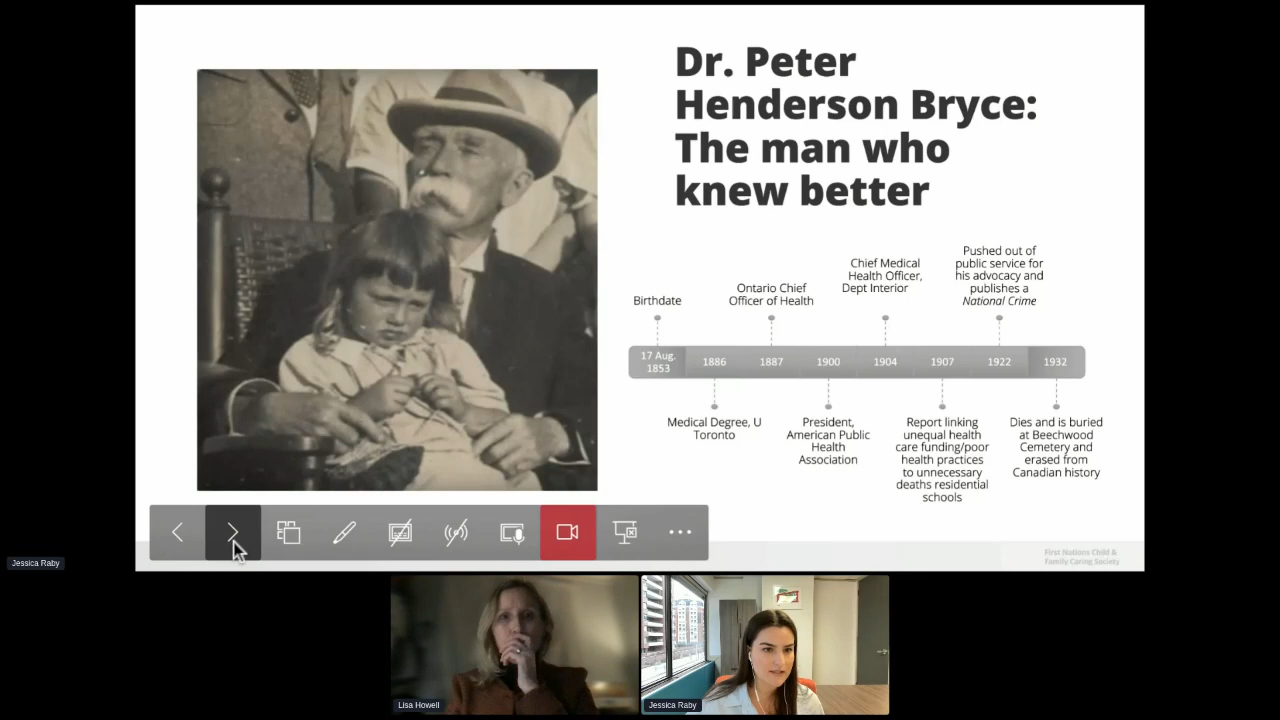 Dr. Peter
Henderson Bryce:
The man who
knew better
Birthdate
Ontario Chief
Officer of Health
Chief Medical
Health Officer,
Dept Interior
Pushed out of
public service for
his advocacy and
publishes a
National Crime
17 Aug.
1853
1886
1887
1900
1904
1907
1922
1932
Medical Degree, U
Toronto
President,
American Public
Health
Association
Report linking
unequal health
care funding/poor
health practices
to unnecessary
deaths residential
schools
Dies and is buried
at Beechwood
Cemetery and
erased from
Canadian history
First Nations Child &
Family Caring Society
Jessica Raby
Lisa Howell
Jessica Raby